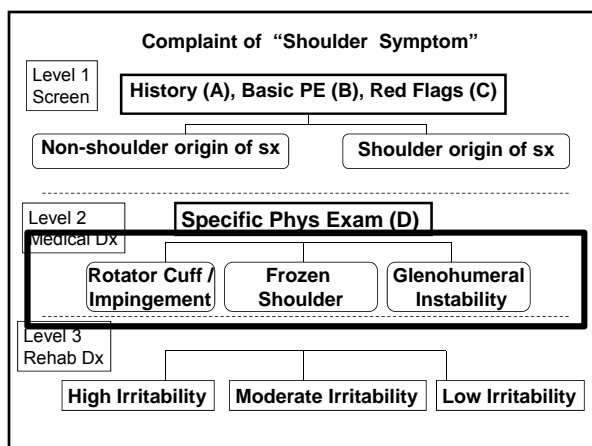 Complaint of “Shoulder Symptom”
Level 1
Screen
History (A), Basic PE (B), Red Flags (C)
Non-shoulder origin of sx
Shoulder origin of sx
Level 2
Medical Dx
Specific Phys Exam (D)
Rotator Cuff /
Impingement
Frozen
Shoulder
Glenohumeral
Instability
Level 3
Rehab Dx
High Irritability
Moderate Irritability
Low Irritability